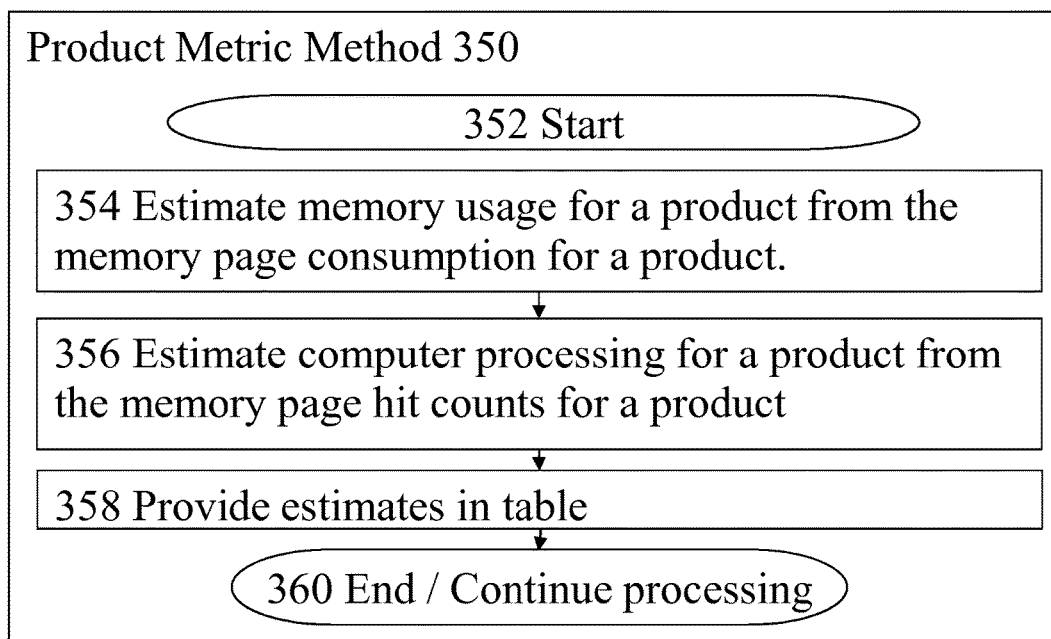 Product Metric Method 350
352 Start
354 Estimate memory usage for a product from the
memory page consumption for a product.
356 Estimate computer processing for a product from
the memory page hit counts for a product
358 Provide estimates in table
360 End / Continue processing